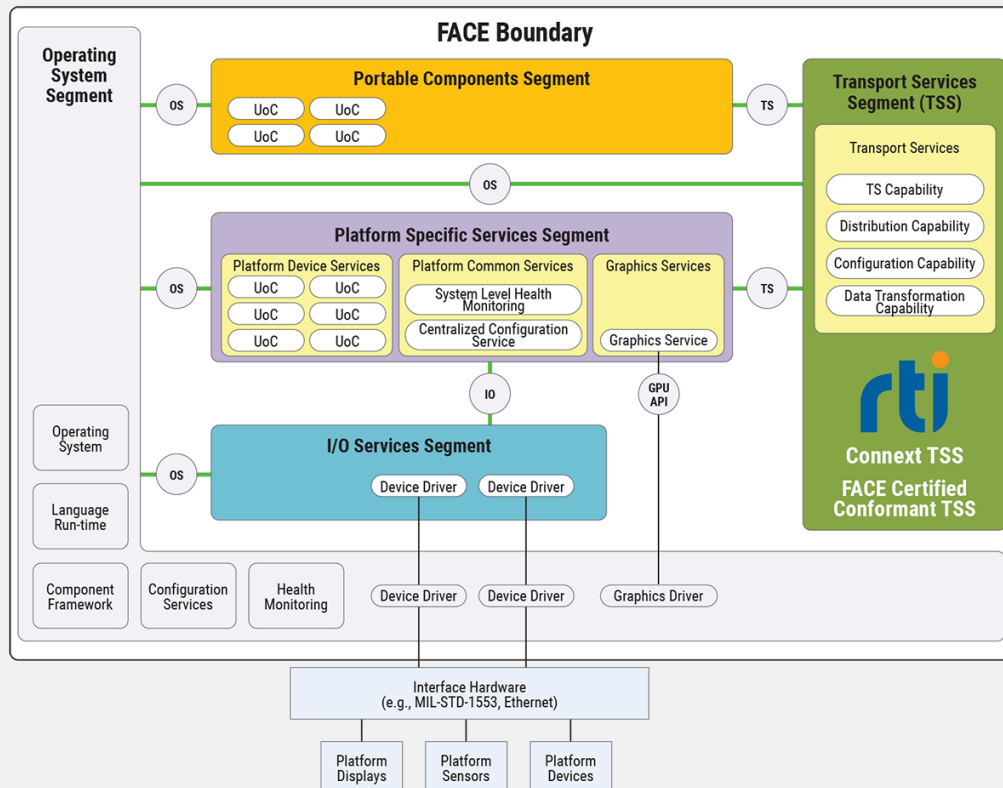 FACE Boundary
Operating
System
Segment
OS
Portable Components Segment
UoC
UoC
UoC
UoC
TS
Transport Services
Segment (TSS)
Transport Services
TS Capability
Distribution Capability
Configuration Capability
Data Transformation
Capability
rti
Connext TSS
FACE Certified
Conformant TSS
OS
OS
Platform Specific Services Segment
Platform Device Services
UoC
UoC
UoC
UoC
UoC
UoC
Platform Common Services
System Level Health
Monitoring
Centralized Configuration
Service
Graphics Services
Graphics Service
TS
IO
GPU
API
OS
I/O Services Segment
Device Driver
Device Driver
Operating
System
Language
Run-time
Component
Framework
Configuration
Services
Health
Monitoring
Device Driver
Device Driver
Graphics Driver
Interface Hardware
(e.g., MIL-STD-1553, Ethernet)
Platform
Displays
Platform
Sensors
Platform
Devices